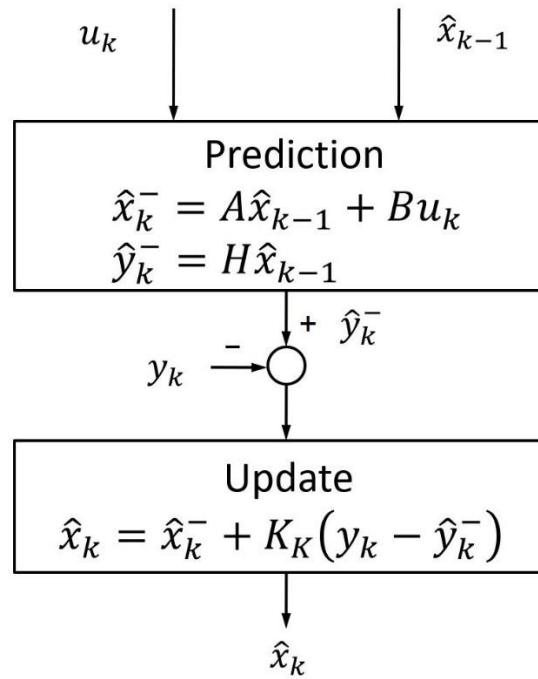 u_k x̂_{k−1}
Prediction
x̂_k^− = Ax̂_{k−1} + Bu_k
ŷ_k^− = Hx̂_{k−1}
+ ŷ_k^−
−
y_k
Update
x̂_k = x̂_k^− + K_K(y_k − ŷ_k^−)
x̂_k